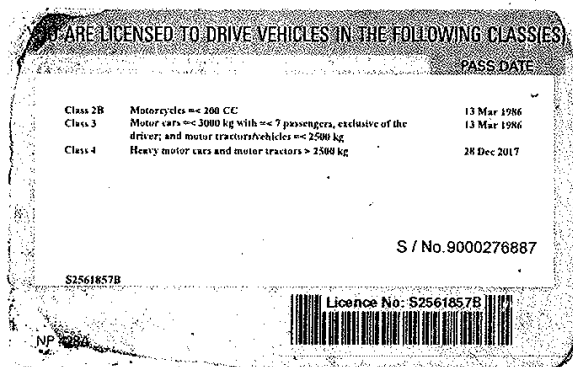 YOU ARE LICENSED TO DRIVE VEHICLES IN THE FOLLOWING CLASS(ES)
PASS DATE
Class 2B Motorcycles =< 200 CC 13 Mar 1986
Class 3 Motor cars =< 3000 kg with =< 7 passengers, exclusive of the 13 Mar 1986
driver; and motor tractors/vehicles =< 2500 kg
Class 4 Heavy motor cars and motor tractors > 2500 kg 28 Dec 2017
S / No.9000276887
S2561857B
Licence No: S2561857B
NP